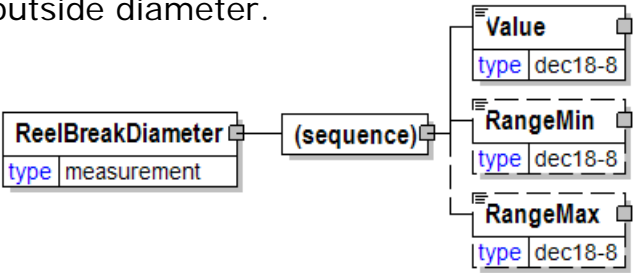 outside diameter.
Value
type dec18-8
ReelBreakDiameter
type measurement
(sequence)
RangeMin
type dec18-8
RangeMax
type dec18-8